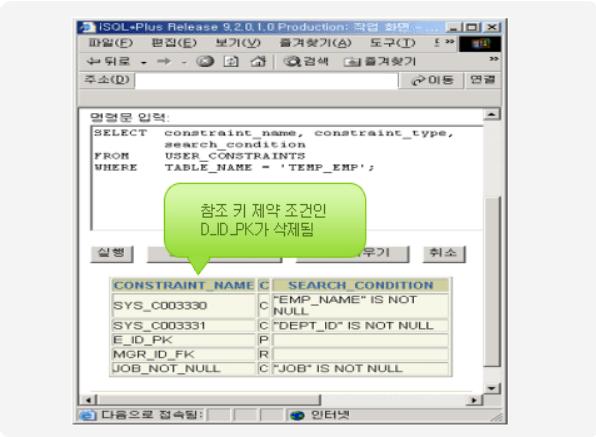 iSQL*Plus Release 9.2.0.1.0 Production: 작업 화면 - ...
파일(F) 편집(E) 보기(V) 즐겨찾기(A) 도구(T)
뒤로 검색 즐겨찾기
주소(D) 이동 연결
명령문 입력:
SELECT constraint_name, constraint_type,
search_condition
FROM USER_CONSTRAINTS
WHERE TABLE_NAME = 'TEMP_EMP';
참조 키 제약 조건인
D_ID_PK가 삭제됨
실행 우기 취소
CONSTRAINT_NAME C SEARCH_CONDITION
SYS_C003330 C "EMP_NAME" IS NOT
NULL
SYS_C003331 C "DEPT_ID" IS NOT NULL
E_ID_PK P
MGR_ID_FK R
JOB_NOT_NULL C "JOB" IS NOT NULL
다음으로 접속됨: 인터넷